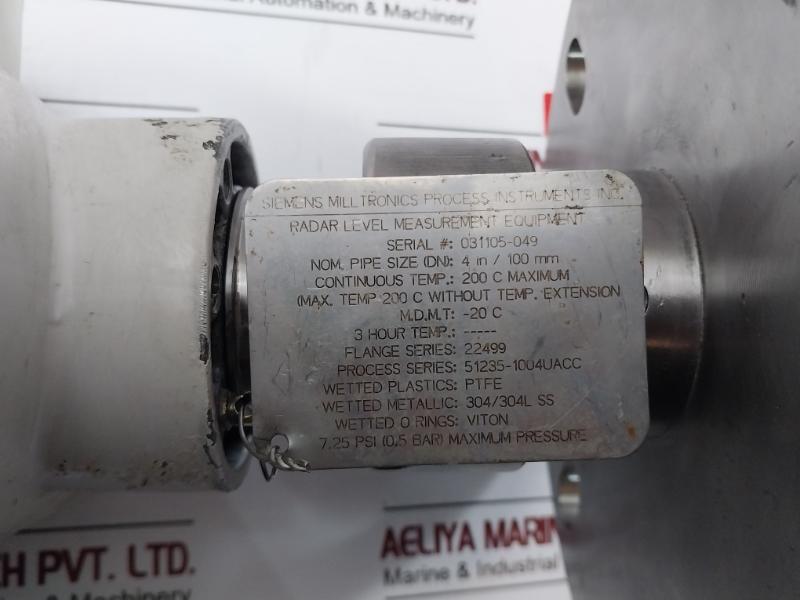 Automation & Machinery
SIEMENS MILLTRONICS PROCESS INSTRUMENTS INC.
RADAR LEVEL MEASUREMENT EQUIPMENT
SERIAL #: 031105-049
NOM. PIPE SIZE (DN): 4 in / 100 mm
CONTINUOUS TEMP.: 200 C MAXIMUM
(MAX. TEMP 200 C WITHOUT TEMP. EXTENSION
M.D.M.T: -20 C
3 HOUR TEMP.: -----
FLANGE SERIES: 22499
PROCESS SERIES: 51235-1004UACC
WETTED PLASTICS: PTFE
WETTED METALLIC: 304/304L SS
WETTED O RINGS: VITON
7.25 PSI (0.5 BAR) MAXIMUM PRESSURE
PVT. LTD.
& Machinery
AELIYA MARIN
Marine & Industrial